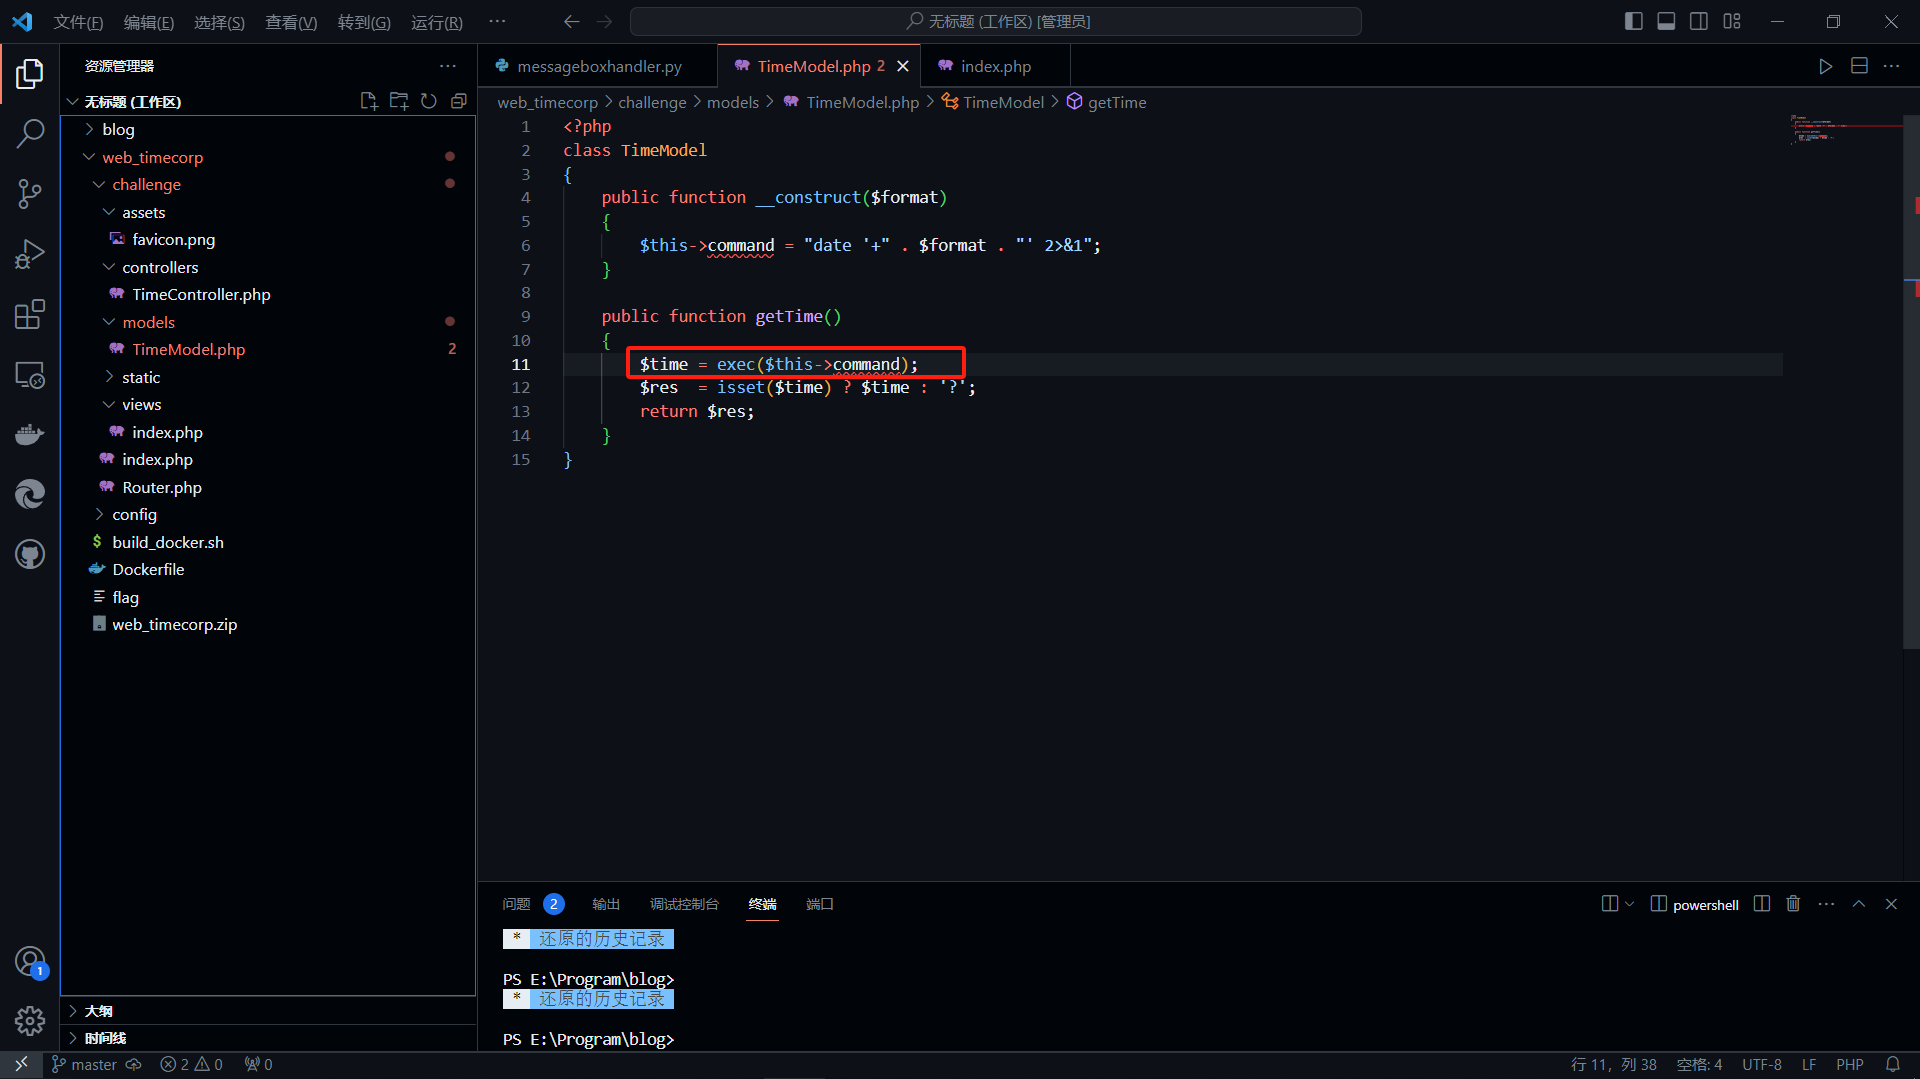 文件(F) 编辑(E) 选择(S) 查看(V) 转到(G) 运行(R) ··· 无标题 (工作区) [管理员]
资源管理器 ···
无标题 (工作区)
blog
web_timecorp
challenge
assets
favicon.png
controllers
TimeController.php
models
TimeModel.php 2
static
views
index.php
index.php
Router.php
config
build_docker.sh
Dockerfile
flag
web_timecorp.zip
大纲
时间线
messageboxhandler.py TimeModel.php 2 index.php
web_timecorp > challenge > models > TimeModel.php > TimeModel > getTime
1 <?php
2 class TimeModel
3 {
4     public function __construct($format)
5     {
6         $this->command = "date '+" . $format . "' 2>&1";
7     }
8
9     public function getTime()
10     {
11         $time = exec($this->command);
12         $res  = isset($time) ? $time : '?';
13         return $res;
14     }
15 }
问题 2 输出 调试控制台 终端 端口 powershell ···
* 还原的历史记录
PS E:\Program\blog>
* 还原的历史记录
PS E:\Program\blog>
1
master 2 0 0 行 11，列 38 空格: 4 UTF-8 LF PHP